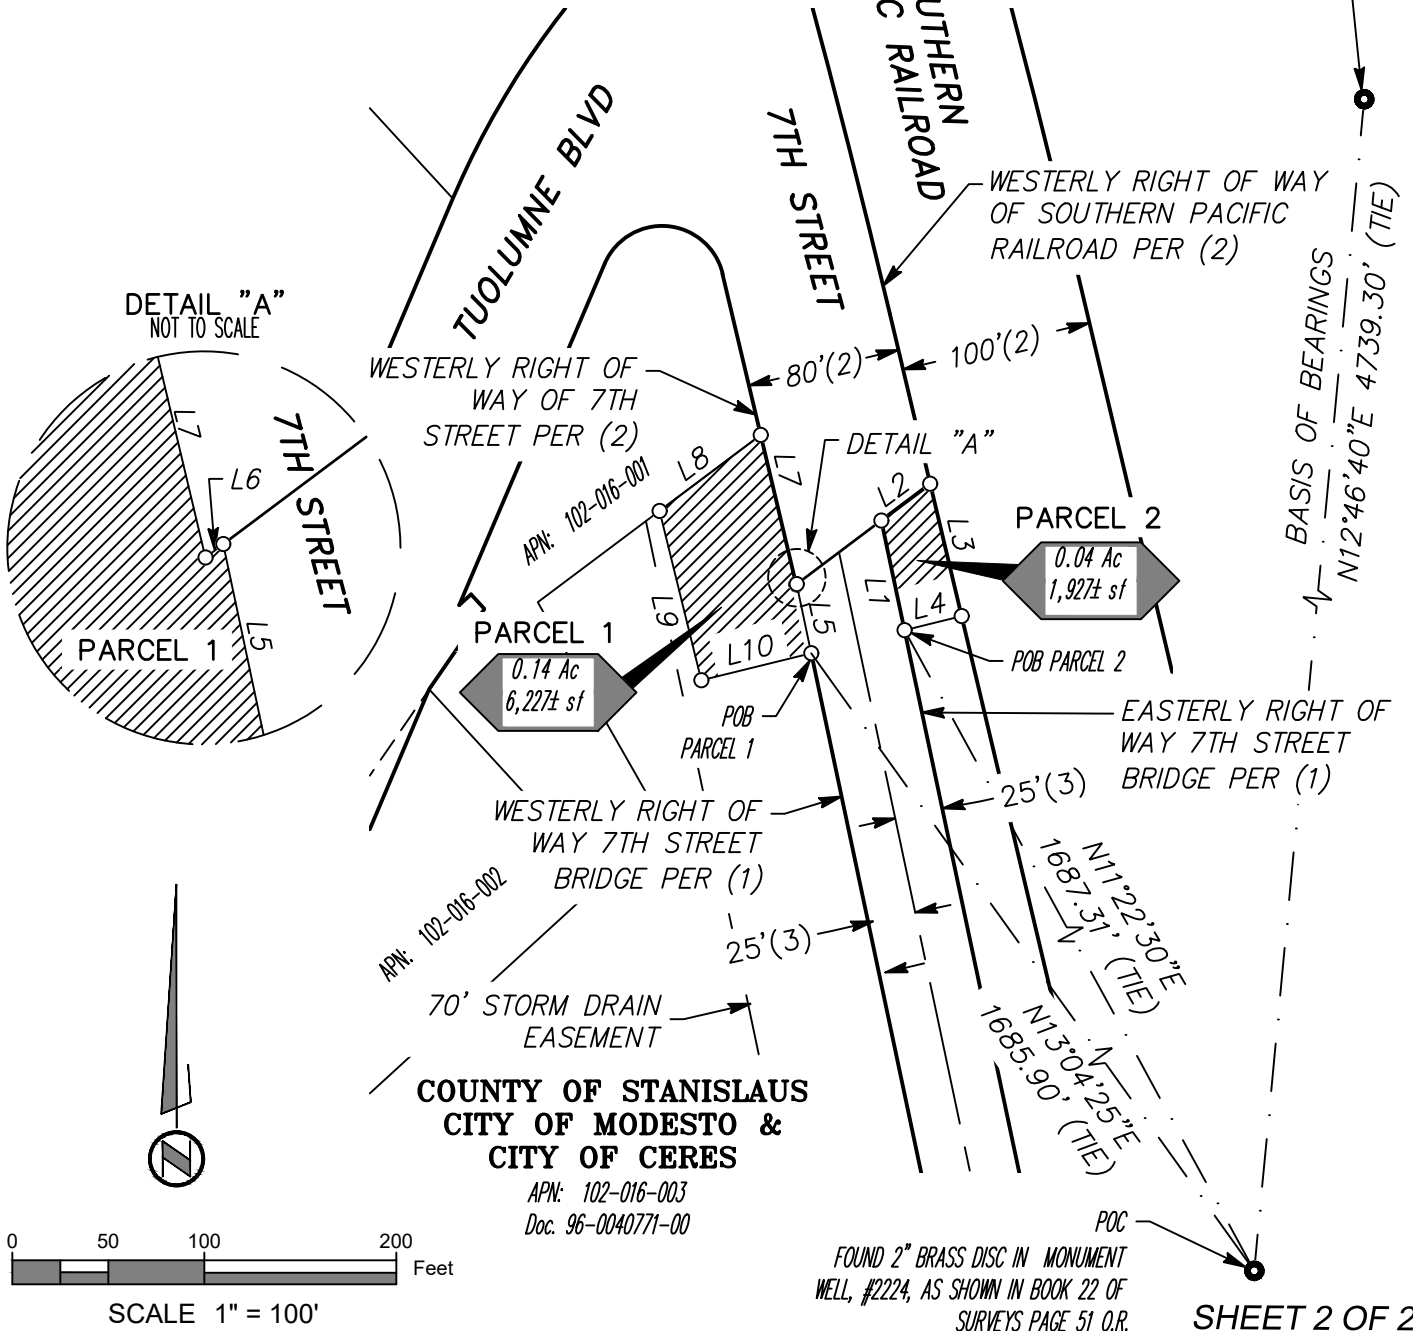 UTHERN
C RAILROAD
TUOLUMNE BLVD
7TH STREET
WESTERLY RIGHT OF WAY
OF SOUTHERN PACIFIC
RAILROAD PER (2)
BASIS OF BEARINGS
N12°46'40"E 4739.30' (TIE)
DETAIL "A"
NOT TO SCALE
L7
L6
7TH STREET
PARCEL 1
L5
WESTERLY RIGHT OF
WAY OF 7TH
STREET PER (2)
80'(2)
100'(2)
DETAIL "A"
APN: 102-016-001
L8
L7
L2
L3
L1
L4
L9
L10
L5
PARCEL 2
0.04 Ac
1,927± sf
PARCEL 1
0.14 Ac
6,227± sf
POB PARCEL 2
POB
PARCEL 1
EASTERLY RIGHT OF
WAY 7TH STREET
BRIDGE PER (1)
WESTERLY RIGHT OF
WAY 7TH STREET
BRIDGE PER (1)
25'(3)
25'(3)
APN: 102-016-002
N11°22'30"E
1687.31' (TIE)
N13°04'25"E
1685.90' (TIE)
70' STORM DRAIN
EASEMENT
COUNTY OF STANISLAUS
CITY OF MODESTO &
CITY OF CERES
APN: 102-016-003
Doc. 96-0040771-00
N
POC
FOUND 2" BRASS DISC IN MONUMENT
WELL, #2224, AS SHOWN IN BOOK 22 OF
SURVEYS PAGE 51 O.R.
0 50 100 200
Feet
SCALE 1" = 100'
SHEET 2 OF 2